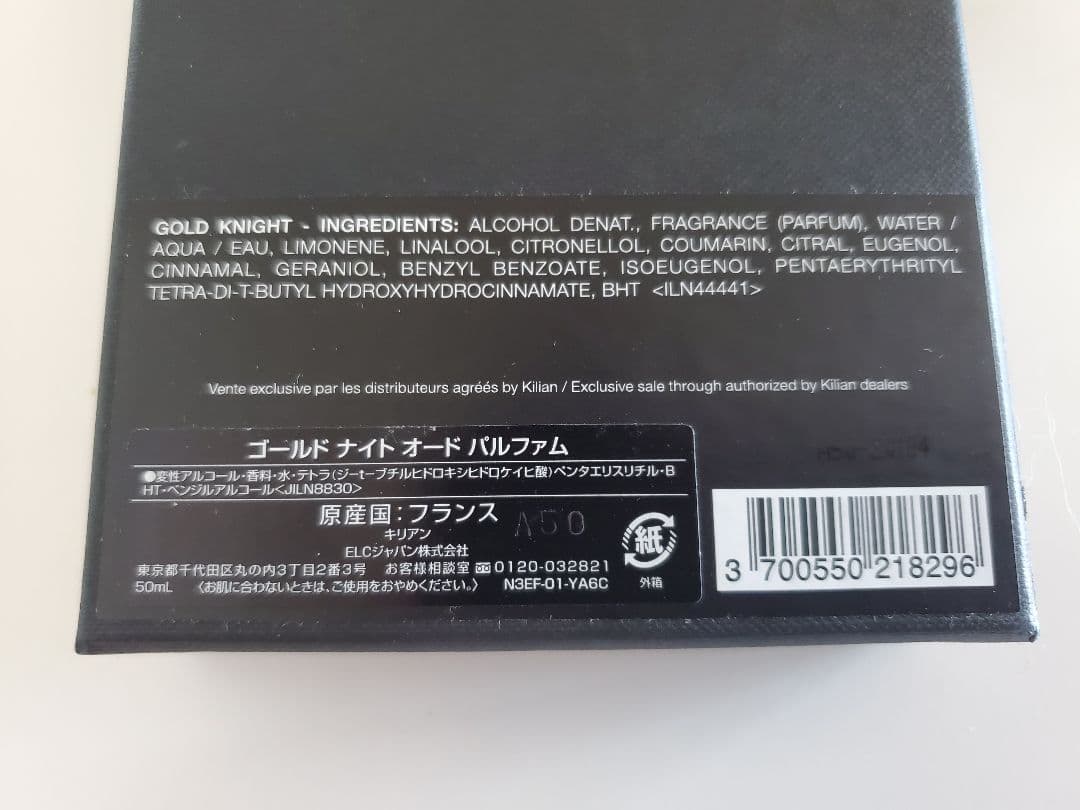 GOLD KNIGHT - INGREDIENTS: ALCOHOL DENAT., FRAGRANCE (PARFUM), WATER /
AQUA / EAU, LIMONENE, LINALOOL, CITRONELLOL, COUMARIN, CITRAL, EUGENOL,
CINNAMAL, GERANIOL, BENZYL BENZOATE, ISOEUGENOL, PENTAERYTHRITYL
TETRA-DI-T-BUTYL HYDROXYHYDROCINNAMATE, BHT <ILN44441>
Vente exclusive par les distributeurs agréés by Kilian / Exclusive sale through authorized by Kilian dealers
ゴールド ナイト オード パルファム
●変性アルコール・香料・水・テトラ(ジーtーブチルヒドロキシヒドロケイヒ酸)ペンタエリスリチル・B
HT・ベンジルアルコール<JILN8830>
原産国：フランス A50
キリアン
ELCジャパン株式会社
東京都千代田区丸の内3丁目2番3号 お客様相談室 0120-032821
50mL 〈お肌に合わないときは、ご使用をおやめください。〉 N3EF-01-YA6C
紙
外箱
3 700550 218296